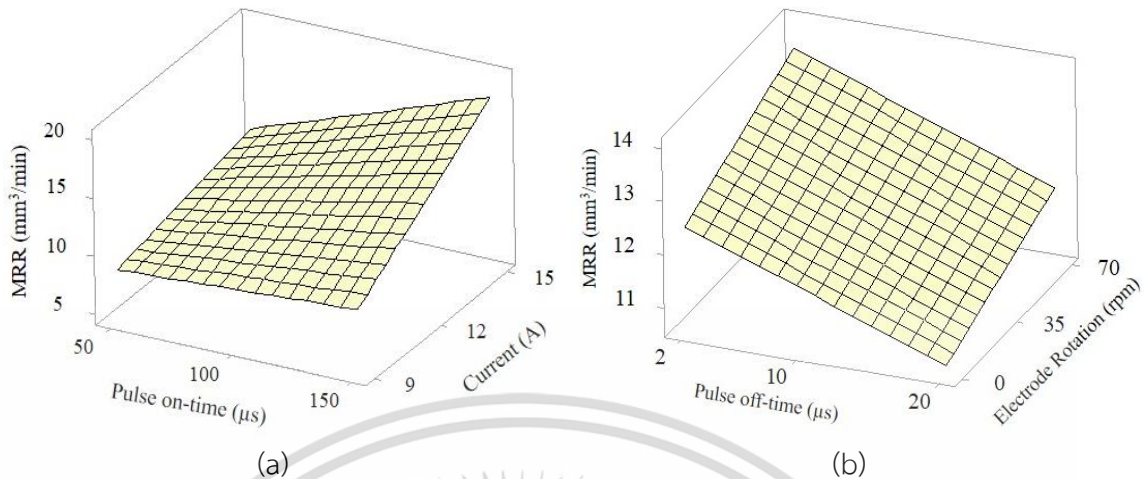 20
15
10
5
MRR (mm³/min)
50
100
150
Pulse on-time (µs)
9
12
15
Current (A)
(a)
14
13
12
11
MRR (mm³/min)
2
10
20
Pulse off-time (µs)
0
35
70
Electrode Rotation (rpm)
(b)